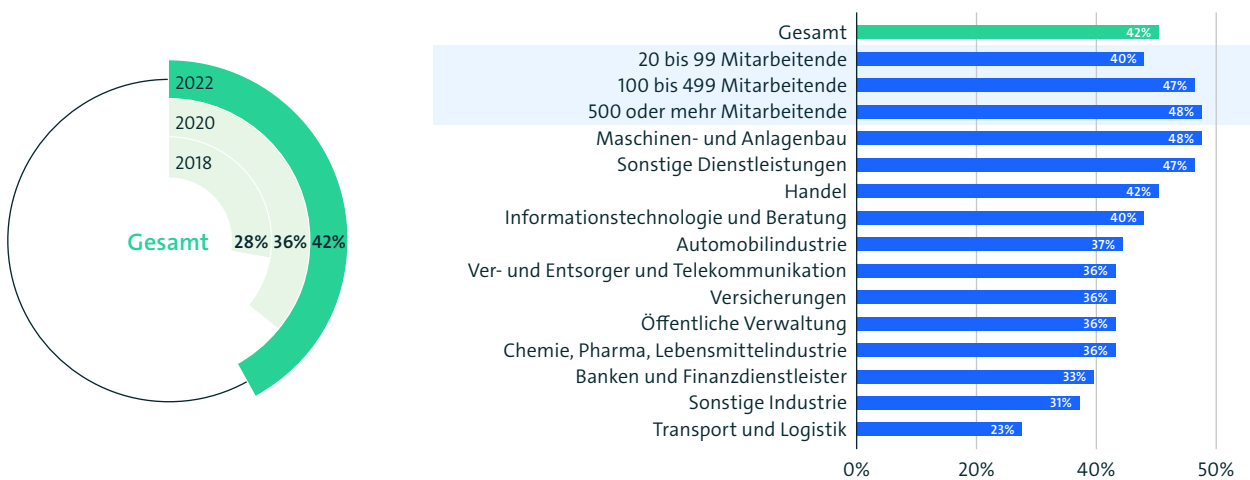 2022
2020
2018
Gesamt 28% 36% 42%
Gesamt 42%
20 bis 99 Mitarbeitende 40%
100 bis 499 Mitarbeitende 47%
500 oder mehr Mitarbeitende 48%
Maschinen- und Anlagenbau 48%
Sonstige Dienstleistungen 47%
Handel 42%
Informationstechnologie und Beratung 40%
Automobilindustrie 37%
Ver- und Entsorger und Telekommunikation 36%
Versicherungen 36%
Öffentliche Verwaltung 36%
Chemie, Pharma, Lebensmittelindustrie 36%
Banken und Finanzdienstleister 33%
Sonstige Industrie 31%
Transport und Logistik 23%
0% 20% 40% 50%